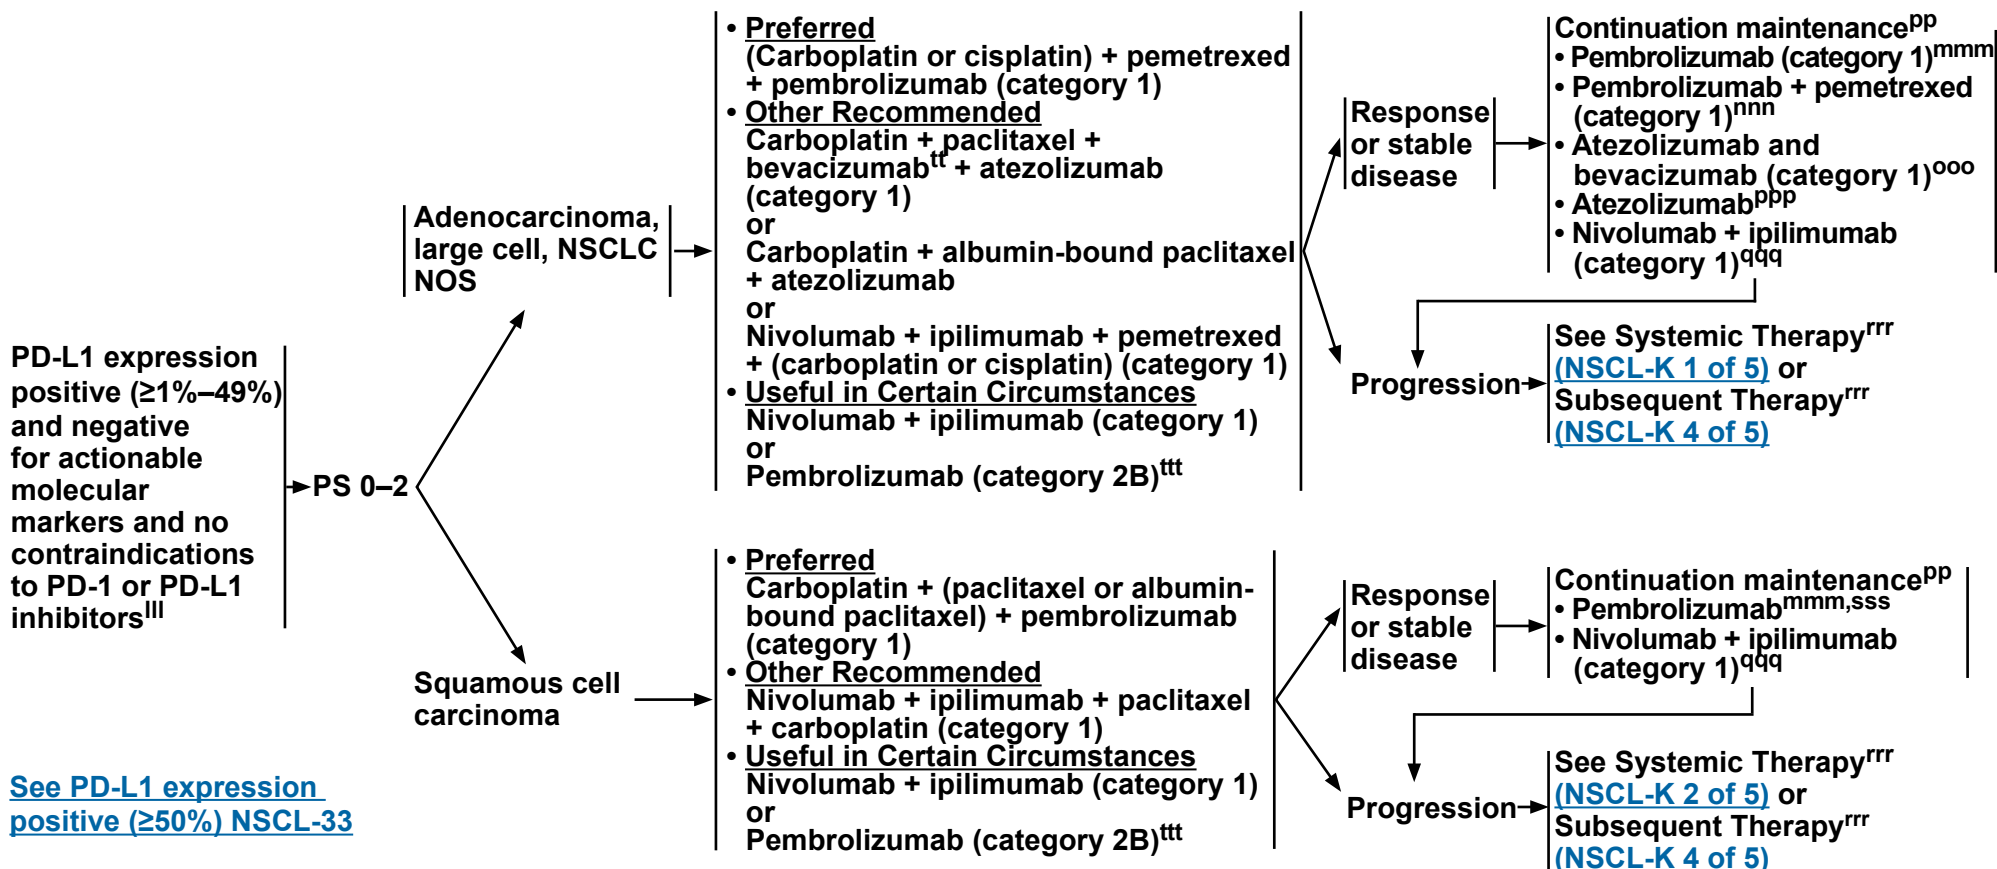 PD-L1 expression
positive (≥1%–49%)
and negative
for actionable
molecular
markers and no
contraindications
to PD-1 or PD-L1
inhibitorslll
See PD-L1 expression
positive (≥50%) NSCL-33
PS 0–2
Adenocarcinoma,
large cell, NSCLC
NOS
• Preferred
(Carboplatin or cisplatin) + pemetrexed
+ pembrolizumab (category 1)
• Other Recommended
Carboplatin + paclitaxel +
bevacizumabtt + atezolizumab
(category 1)
or
Carboplatin + albumin-bound paclitaxel
+ atezolizumab
or
Nivolumab + ipilimumab + pemetrexed
+ (carboplatin or cisplatin) (category 1)
• Useful in Certain Circumstances
Nivolumab + ipilimumab (category 1)
or
Pembrolizumab (category 2B)ttt
Response
or stable
disease
Continuation maintenancepp
• Pembrolizumab (category 1)mmm
• Pembrolizumab + pemetrexed
(category 1)nnn
• Atezolizumab and
bevacizumab (category 1)ooo
• Atezolizumabppp
• Nivolumab + ipilimumab
(category 1)qqq
Progression
See Systemic Therapyrrr
(NSCL-K 1 of 5) or
Subsequent Therapyrrr
(NSCL-K 4 of 5)
Squamous cell
carcinoma
• Preferred
Carboplatin + (paclitaxel or albumin-
bound paclitaxel) + pembrolizumab
(category 1)
• Other Recommended
Nivolumab + ipilimumab + paclitaxel
+ carboplatin (category 1)
• Useful in Certain Circumstances
Nivolumab + ipilimumab (category 1)
or
Pembrolizumab (category 2B)ttt
Response
or stable
disease
Continuation maintenancepp
• Pembrolizumabmmm,sss
• Nivolumab + ipilimumab
(category 1)qqq
Progression
See Systemic Therapyrrr
(NSCL-K 2 of 5) or
Subsequent Therapyrrr
(NSCL-K 4 of 5)